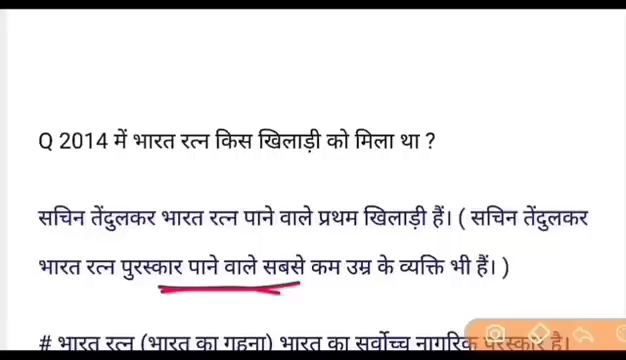 Q 2014 में भारत रत्न किस खिलाड़ी को मिला था ?
सचिन तेंदुलकर भारत रत्न पाने वाले प्रथम खिलाड़ी हैं। ( सचिन तेंदुलकर
भारत रत्न पुरस्कार पाने वाले सबसे कम उम्र के व्यक्ति भी हैं। )
# भारत रत्न (भारत का गहना) भारत का सर्वोच्च नागरिक पुरस्कार है।